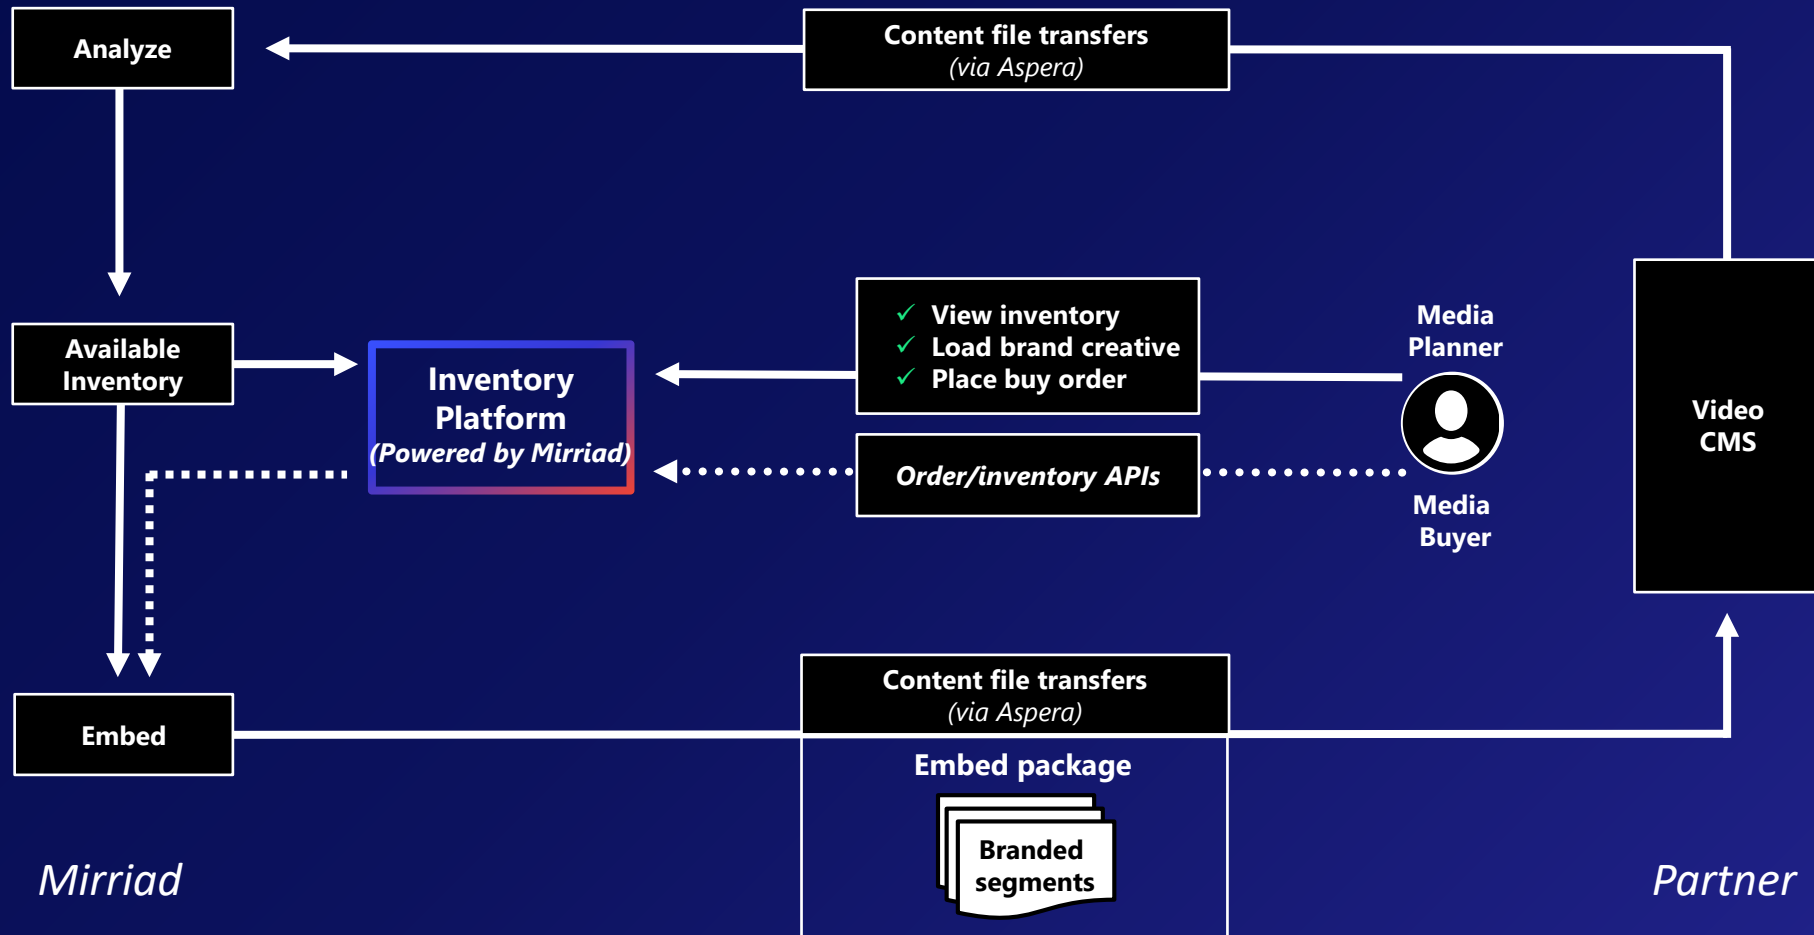 Analyze
Content file transfers
(via Aspera)
Available
Inventory
Inventory
Platform
(Powered by Mirriad)
✓ View inventory
✓ Load brand creative
✓ Place buy order
Order/inventory APIs
Media
Planner
Media
Buyer
Video
CMS
Embed
Content file transfers
(via Aspera)
Embed package
Branded
segments
Mirriad
Partner